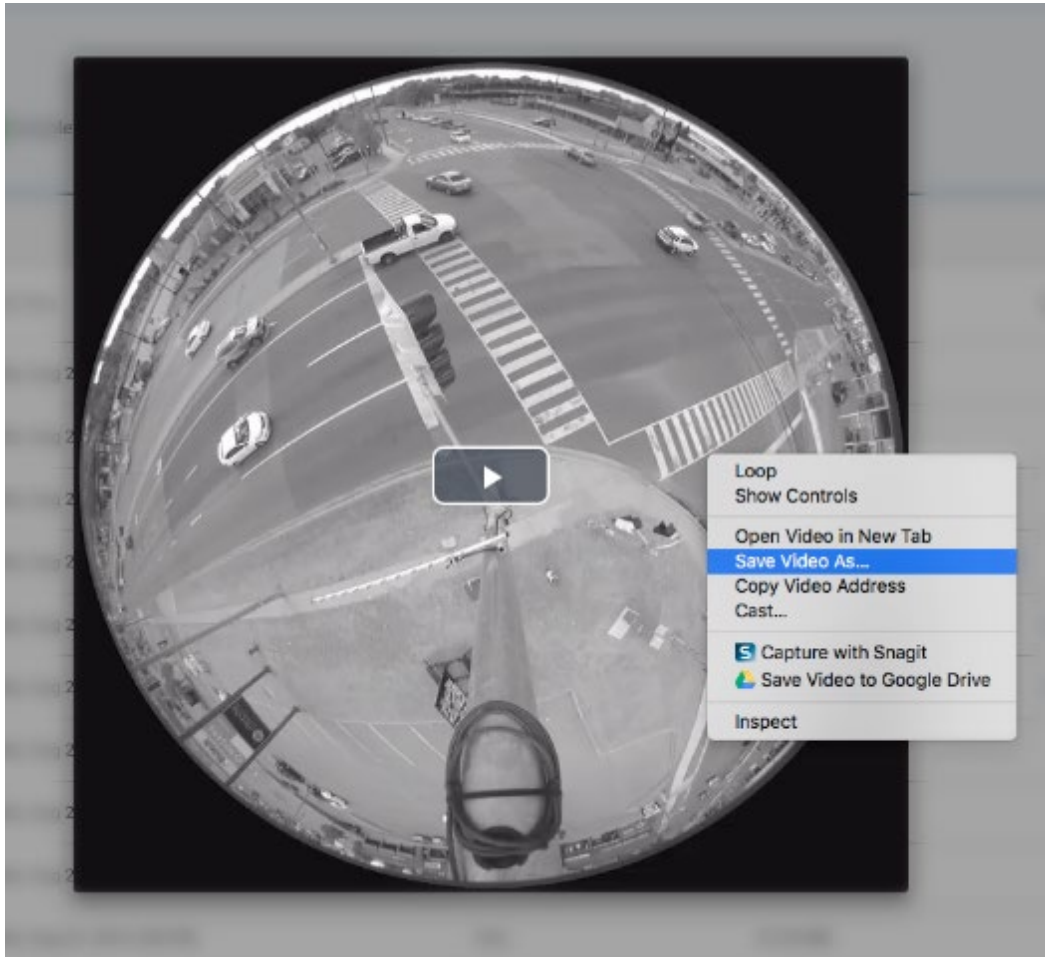 Loop
Show Controls
Open Video in New Tab
Save Video As...
Copy Video Address
Cast...
Capture with Snagit
Save Video to Google Drive
Inspect